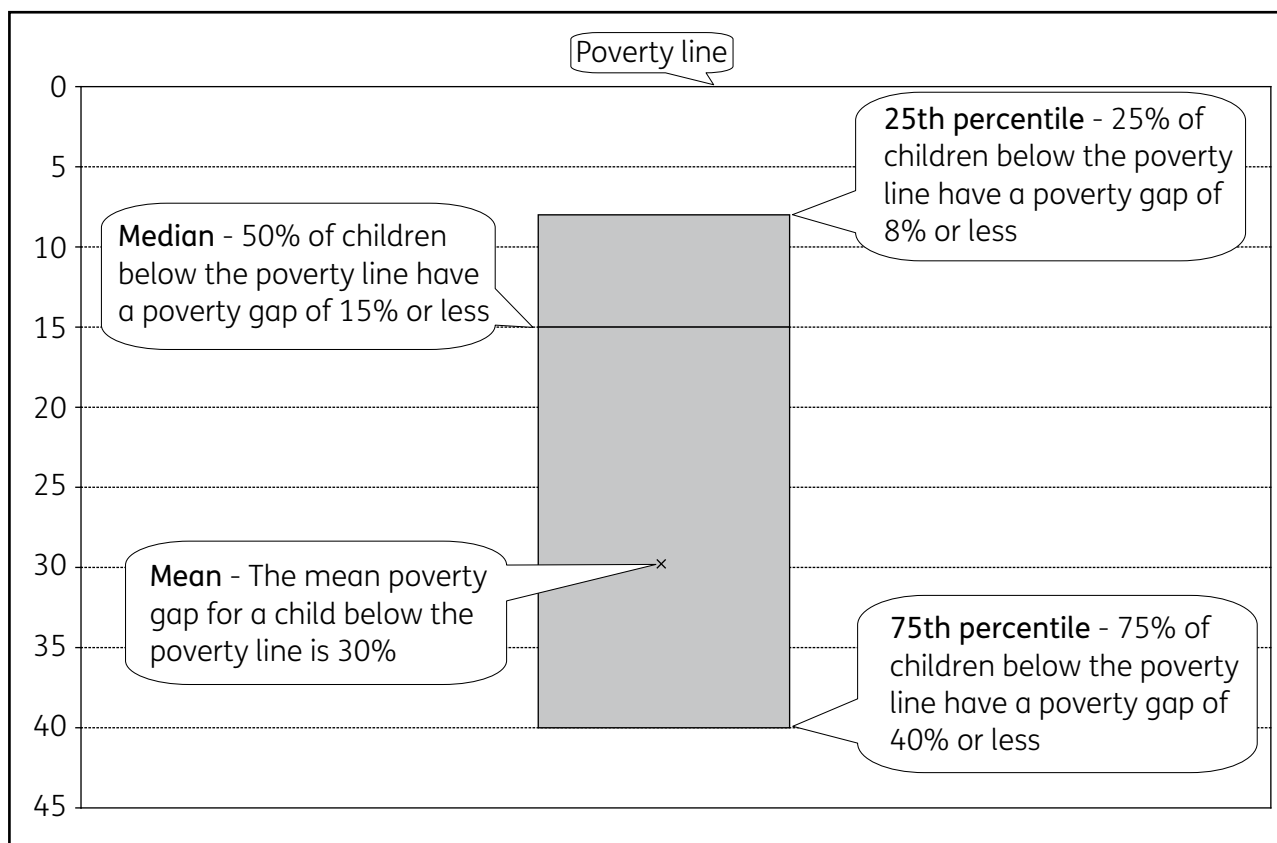 Poverty line
0
5
10
15
20
25
30
35
40
45
25th percentile - 25% of
children below the poverty
line have a poverty gap of
8% or less
Median - 50% of children
below the poverty line have
a poverty gap of 15% or less
Mean - The mean poverty
gap for a child below the
poverty line is 30%
75th percentile - 75% of
children below the poverty
line have a poverty gap of
40% or less